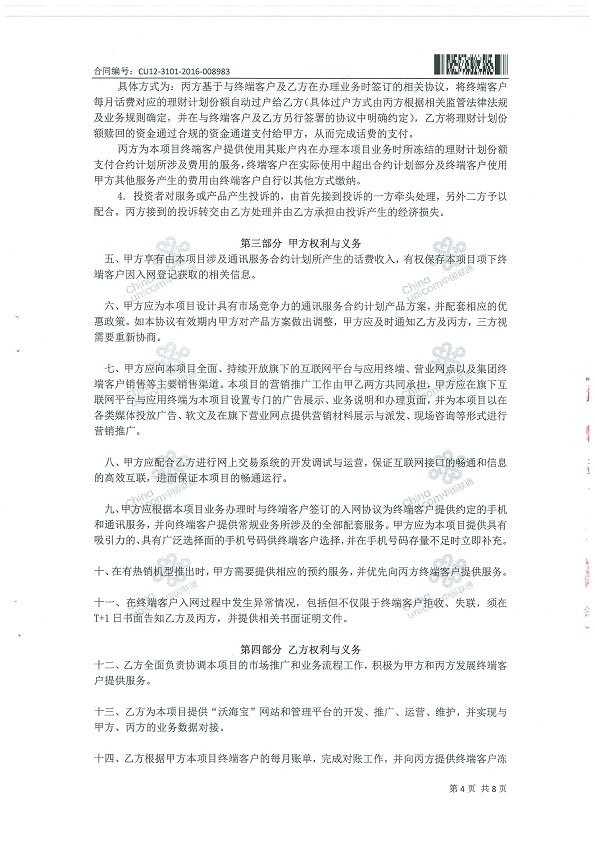 合同编号：CU12-3101-2016-008983
具体方式为：丙方基于与终端客户及乙方在办理业务时签订的相关协议，将终端客户
每月话费对应的理财计划份额自动过户给乙方（具体过户方式由丙方根据相关监管法律法规
及业务规则确定，并在与终端客户及乙方另行签署的协议中明确约定）。乙方将理财计划份
额赎回的资金通过合规的资金通道支付给甲方，从而完成话费的支付。
丙方为本项目终端客户提供使用其账户内在办理本项目业务时所冻结的理财计划份额
支付合约计划所涉及费用的服务，终端客户在实际使用中超出合约计划部分及终端客户使用
甲方其他服务产生的费用由终端客户自行以其他方式缴纳。
4. 投资者对服务或产品产生投诉的，由首先接到投诉的一方牵头处理，另外二方予以
配合。丙方接到的投诉转交由乙方处理并由乙方承担由投诉产生的经济损失。
第三部分 甲方权利与义务
五、甲方享有由本项目涉及通讯服务合约计划所产生的话费收入，有权保存本项目项下终
端客户因入网登记获取的相关信息。
六、甲方应为本项目设计具有市场竞争力的通讯服务合约计划产品方案，并配套相应的优
惠政策。如本协议有效期内甲方对产品方案做出调整，甲方应及时通知乙方及丙方，三方视
需要重新协商。
七、甲方应向本项目全面、持续开放旗下的互联网平台与应用终端、营业网点以及集团终
端客户销售等主要销售渠道。本项目的营销推广工作由甲乙两方共同承担，甲方应在旗下互
联网平台与应用终端为本项目设置专门的广告展示、业务说明和办理页面，并为本项目以在
各类媒体投放广告、软文及在旗下营业网点提供营销材料展示与派发、现场咨询等形式进行
营销推广。
八、甲方应配合乙方进行网上交易系统的开发调试与运营，保证互联网接口的畅通和信息
的高效互联，进而保证本项目的畅通运行。
九、甲方应根据本项目业务办理时与终端客户签订的入网协议为终端客户提供约定的手机
和通讯服务，并向终端客户提供常规业务所涉及的全部配套服务。甲方应为本项目提供具有
吸引力的、具有广泛选择面的手机号码供终端客户选择，并在手机号码存量不足时立即补充。
十、在有热销机型推出时，甲方需要提供相应的预约服务，并优先向丙方终端客户提供服务。
十一、在终端客户入网过程中发生异常情况，包括但不仅限于终端客户拒收、失联，须在
T+1 日书面告知乙方及丙方，并提供相关书面证明文件。
第四部分 乙方权利与义务
十二、乙方全面负责协调本项目的市场推广和业务流程工作，积极为甲方和丙方发展终端客
户提供服务。
十三、乙方为本项目提供“沃海宝”网站和管理平台的开发、推广、运营、维护，并实现与
甲方、丙方的业务数据对接。
十四、乙方根据甲方本项目终端客户的每月账单，完成对账工作，并向丙方提供终端客户冻
第 4 页 共 8 页